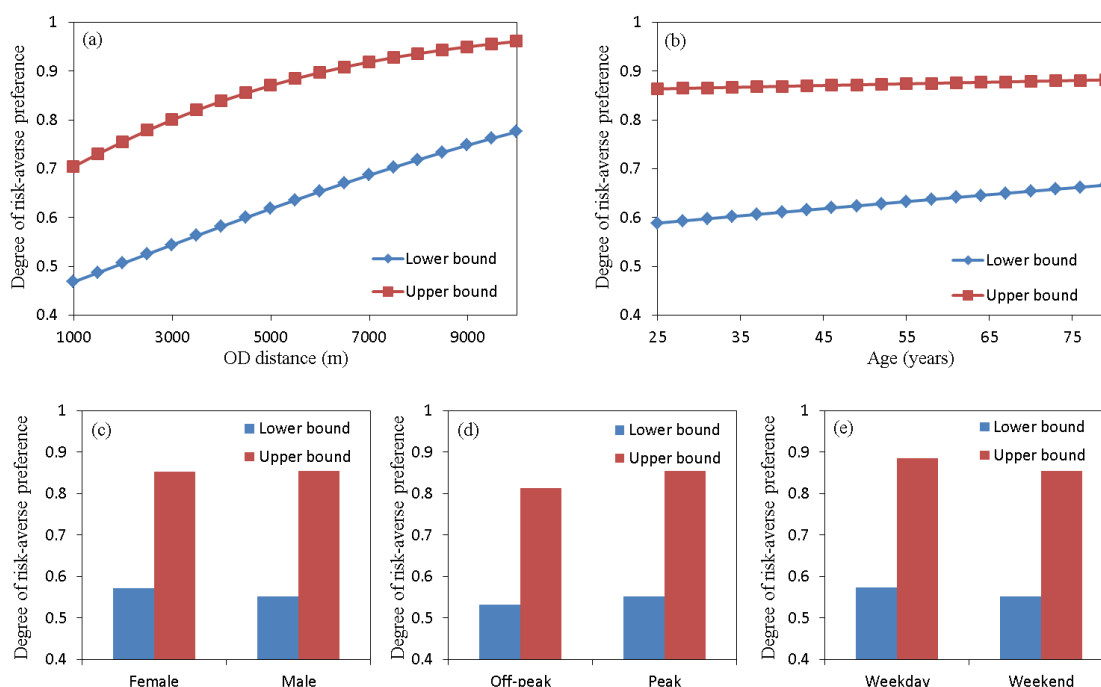 (a)
Degree of risk-averse preference
1
0.9
0.8
0.7
0.6
0.5
0.4
Lower bound
Upper bound
1000 3000 5000 7000 9000
OD distance (m)
(b)
Degree of risk-averse preference
1
0.9
0.8
0.7
0.6
0.5
0.4
Lower bound
Upper bound
25 35 45 55 65 75
Age (years)
(c)
Degree of risk-averse preference
1
0.9
0.8
0.7
0.6
0.5
0.4
Lower bound
Upper bound
Female Male
(d)
Degree of risk-averse preference
1
0.9
0.8
0.7
0.6
0.5
0.4
Lower bound
Upper bound
Off-peak Peak
(e)
Degree of risk-averse preference
1
0.9
0.8
0.7
0.6
0.5
0.4
Lower bound
Upper bound
Weekday Weekend